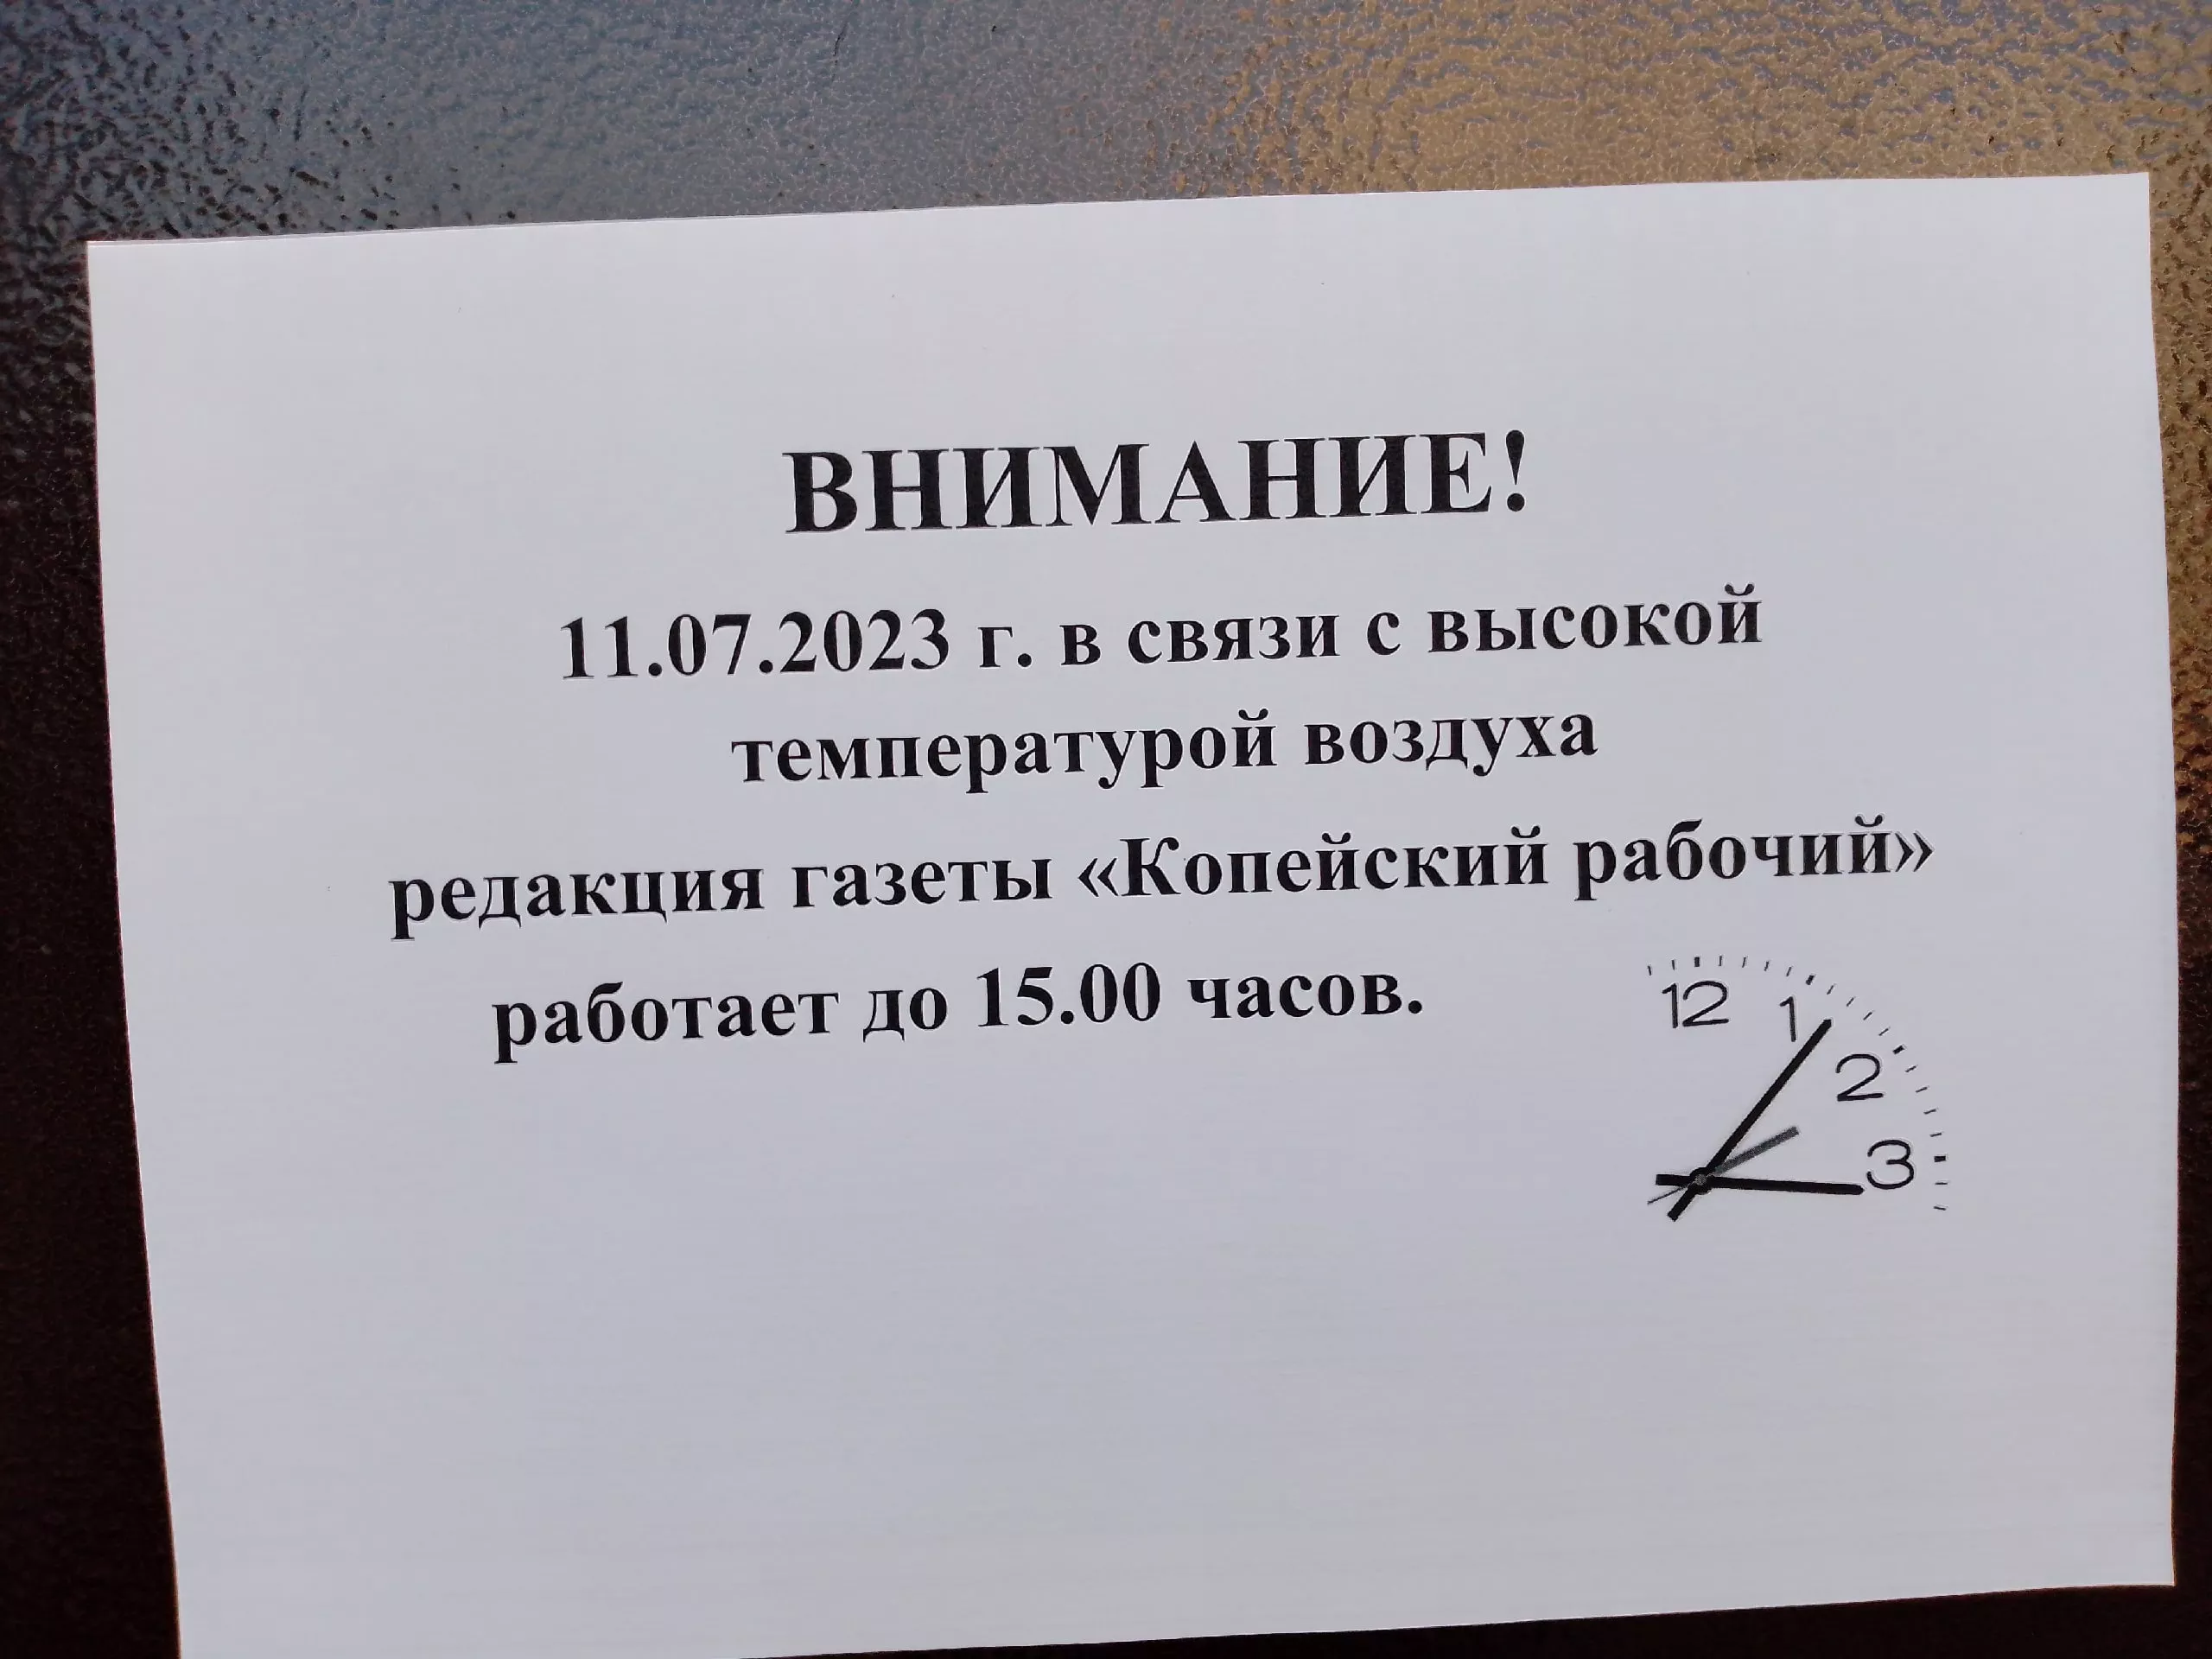 ВНИМАНИЕ!
11.07.2023 г. в связи с высокой
температурой воздуха
редакция газеты «Копейский рабочий»
работает до 15.00 часов.
12
1
2
3